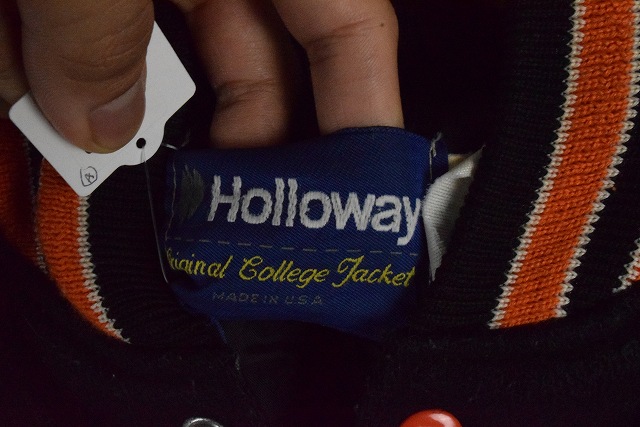 Holloway
Original College Jacket
MADE IN U.S.A